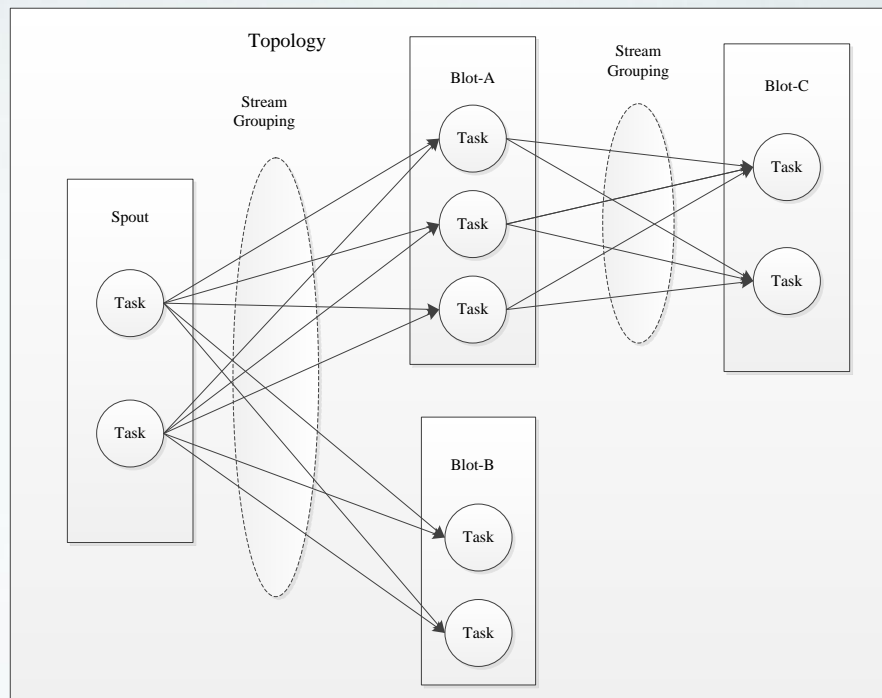 Topology
Stream
Grouping
Spout
Task
Task
Blot-A
Task
Task
Task
Blot-B
Task
Task
Stream
Grouping
Blot-C
Task
Task